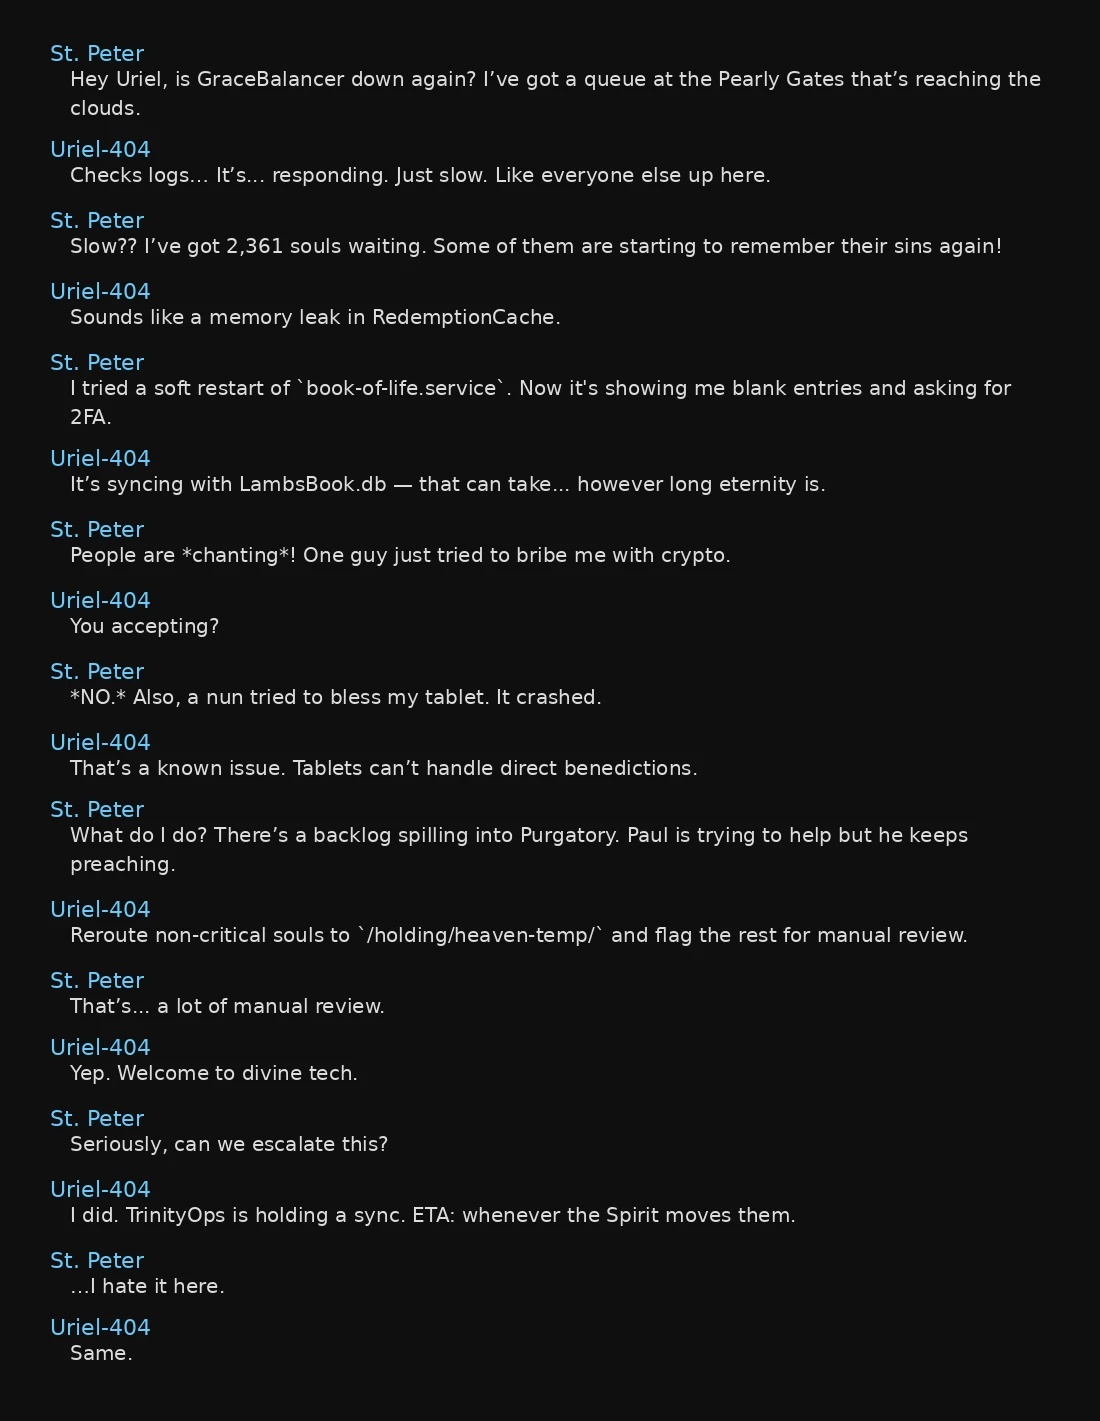 St. Peter
Hey Uriel, is GraceBalancer down again? I’ve got a queue at the Pearly Gates that’s reaching the
clouds.
Uriel-404
Checks logs… It’s… responding. Just slow. Like everyone else up here.
St. Peter
Slow?? I’ve got 2,361 souls waiting. Some of them are starting to remember their sins again!
Uriel-404
Sounds like a memory leak in RedemptionCache.
St. Peter
I tried a soft restart of `book-of-life.service`. Now it's showing me blank entries and asking for
2FA.
Uriel-404
It’s syncing with LambsBook.db — that can take… however long eternity is.
St. Peter
People are *chanting*! One guy just tried to bribe me with crypto.
Uriel-404
You accepting?
St. Peter
*NO.* Also, a nun tried to bless my tablet. It crashed.
Uriel-404
That’s a known issue. Tablets can’t handle direct benedictions.
St. Peter
What do I do? There’s a backlog spilling into Purgatory. Paul is trying to help but he keeps
preaching.
Uriel-404
Reroute non-critical souls to `/holding/heaven-temp/` and flag the rest for manual review.
St. Peter
That’s… a lot of manual review.
Uriel-404
Yep. Welcome to divine tech.
St. Peter
Seriously, can we escalate this?
Uriel-404
I did. TrinityOps is holding a sync. ETA: whenever the Spirit moves them.
St. Peter
…I hate it here.
Uriel-404
Same.